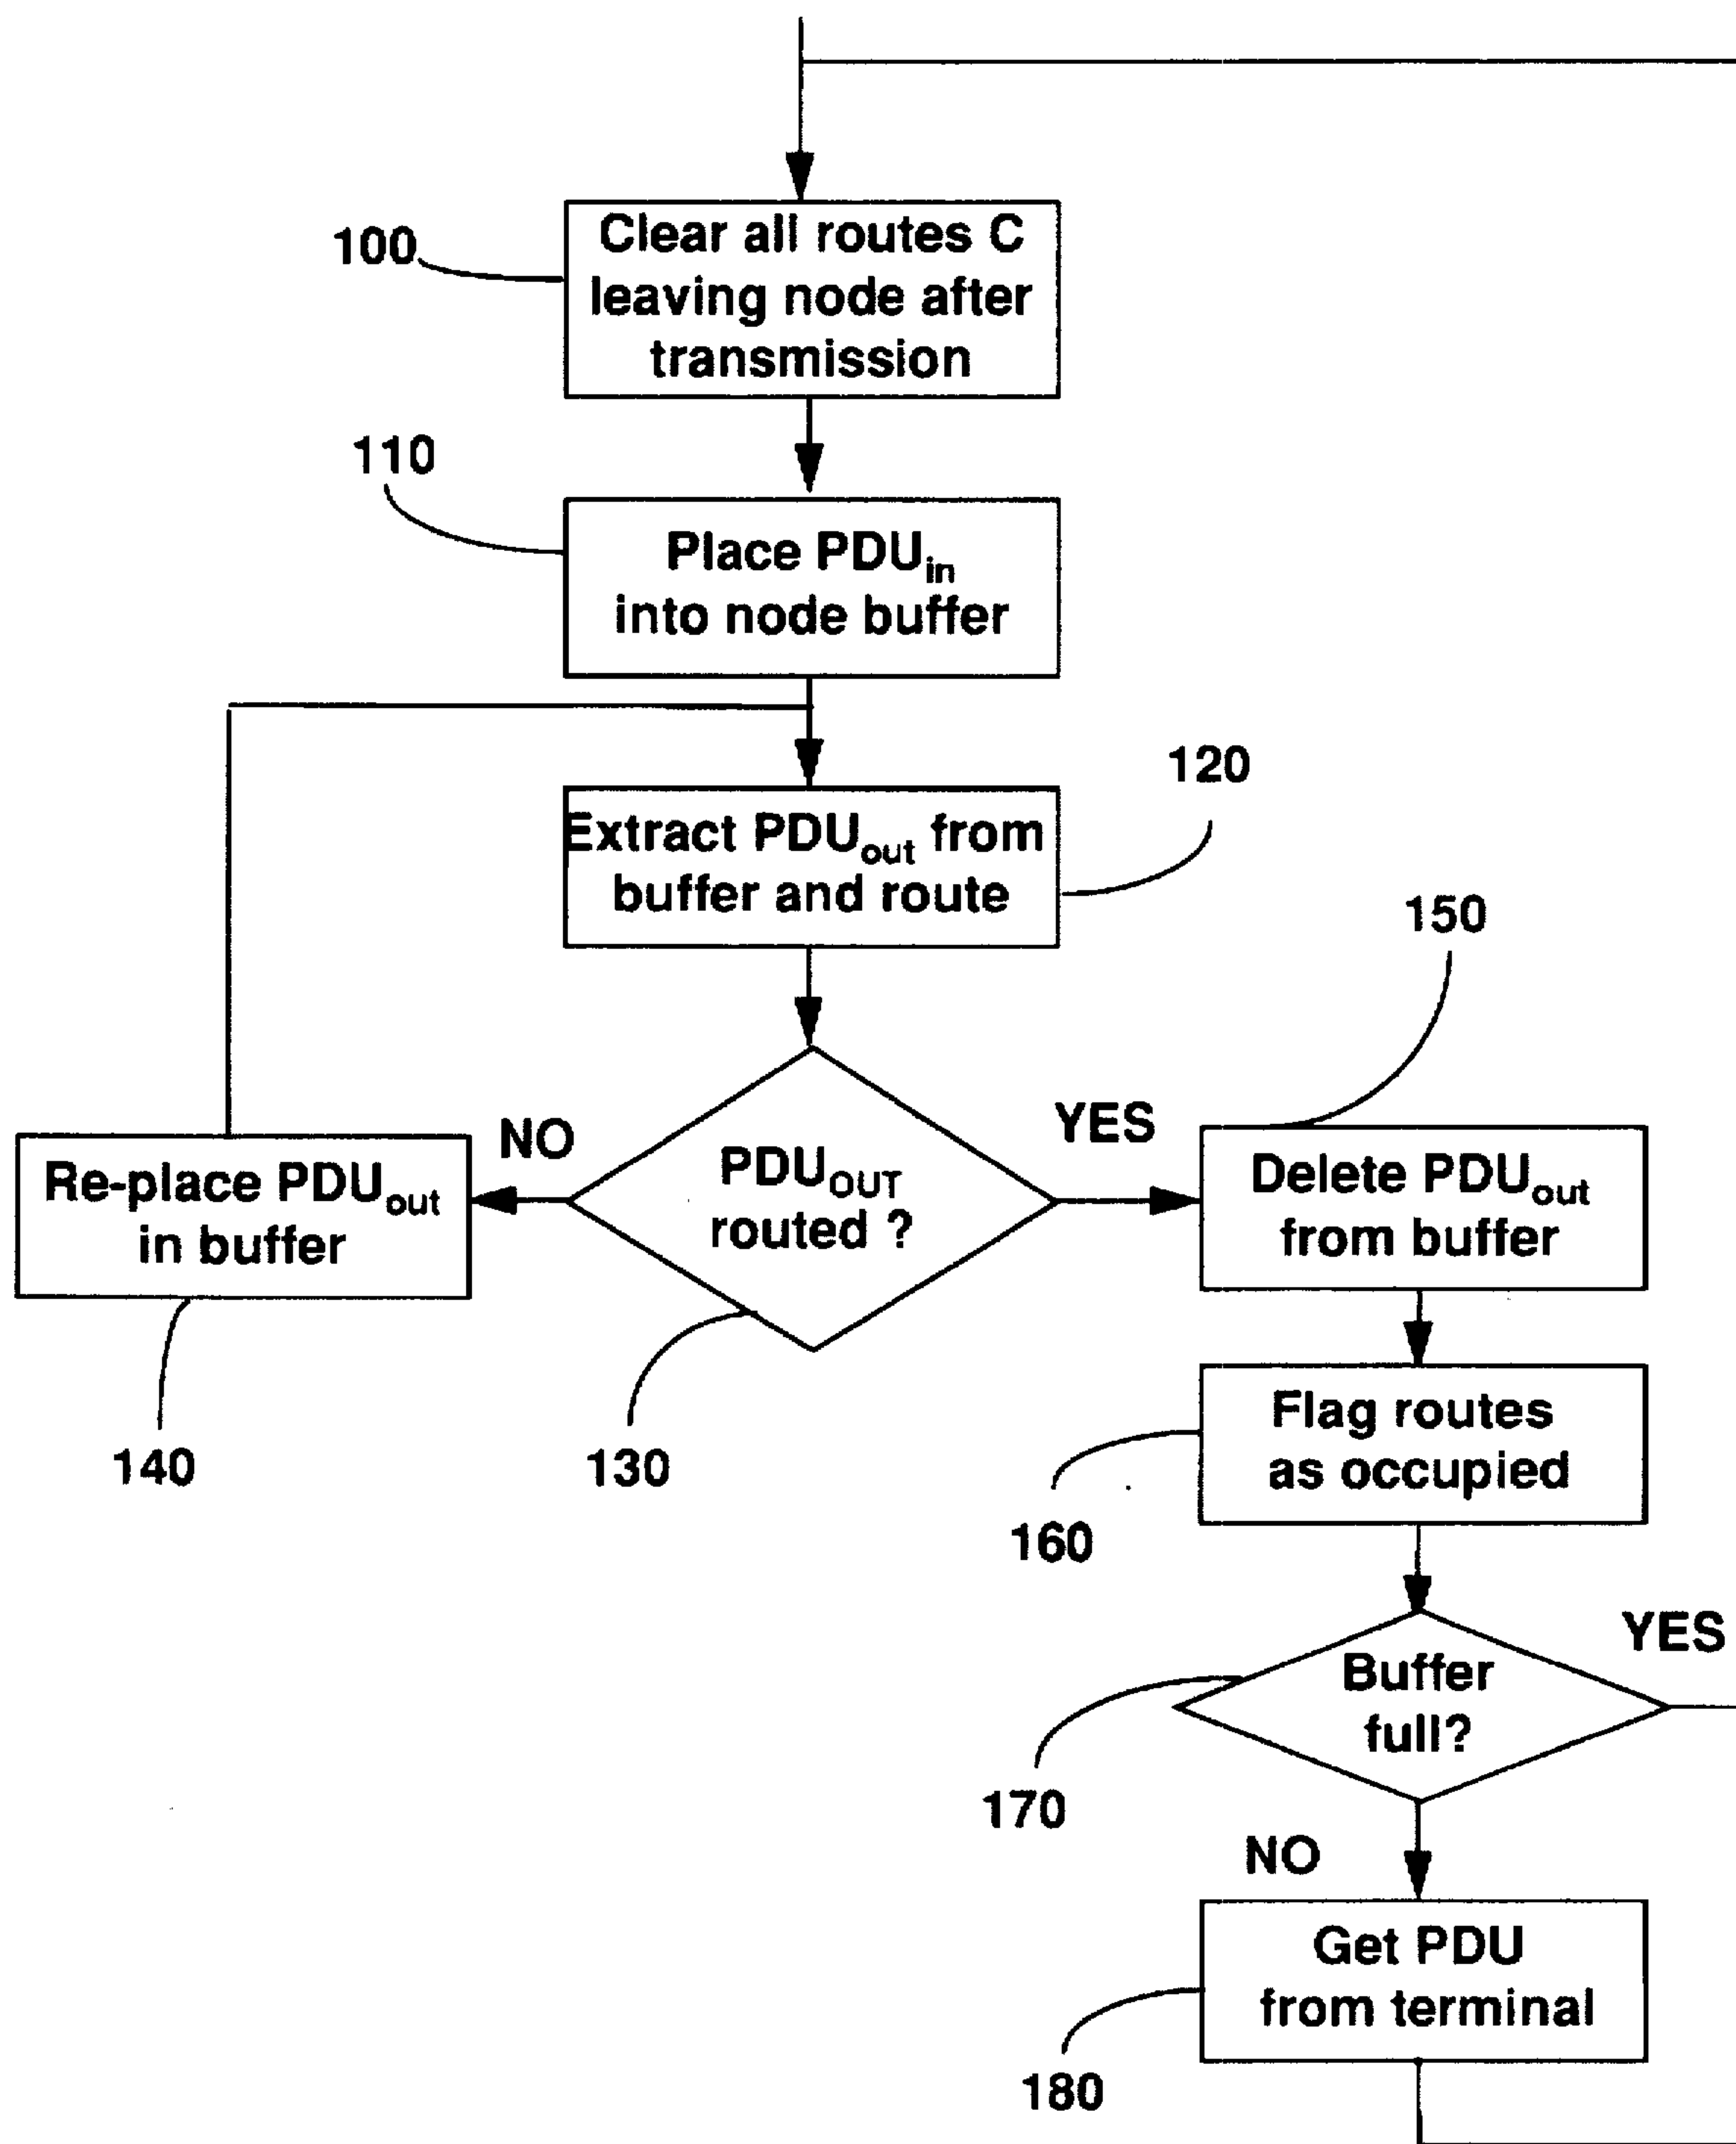 100
Clear all routes C
leaving node after
transmission
110
Place PDUin
into node buffer
120
Extract PDUout from
buffer and route
150
NO
YES
Re-place PDUout
in buffer
PDUOUT
routed ?
Delete PDUout
from buffer
140
130
Flag routes
as occupied
160
YES
Buffer
full?
170
NO
Get PDU
from terminal
180